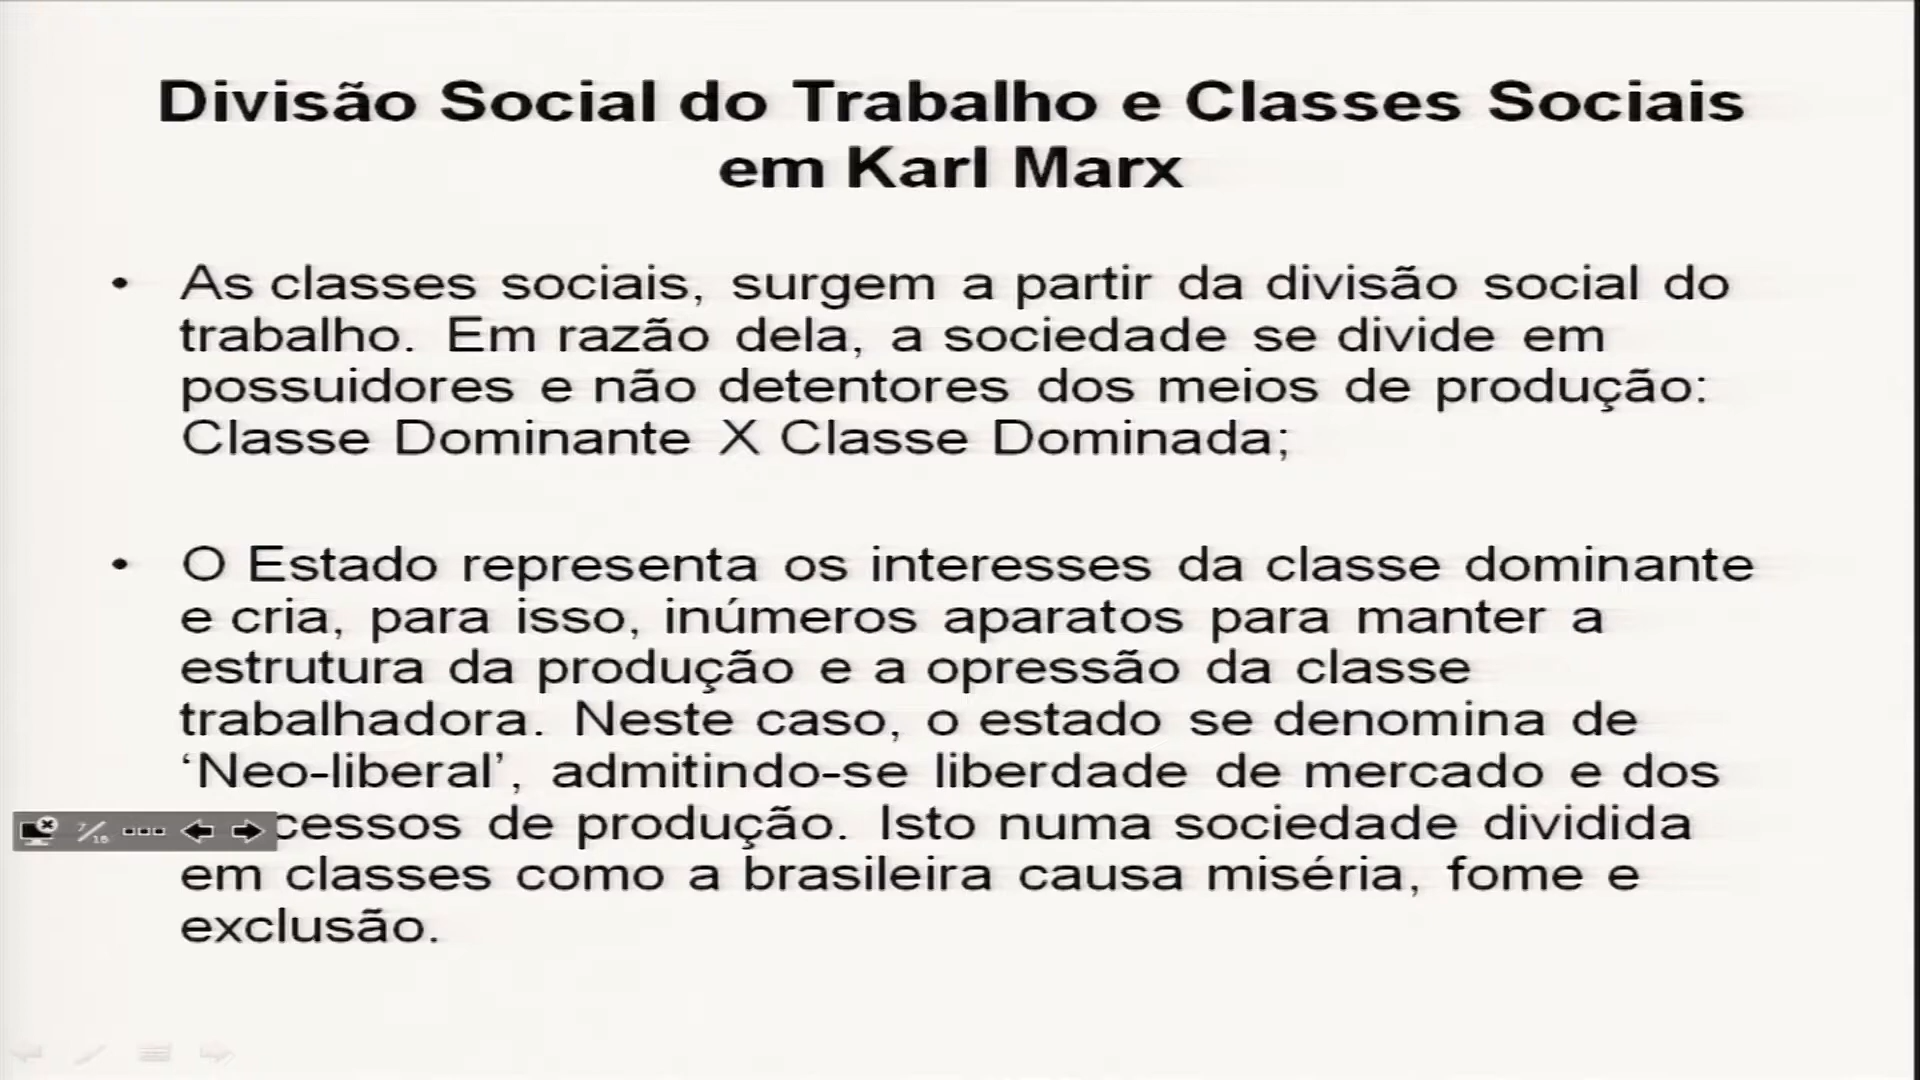 Divisão Social do Trabalho e Classes Sociais
em Karl Marx
• As classes sociais, surgem a partir da divisão social do
trabalho. Em razão dela, a sociedade se divide em
possuidores e não detentores dos meios de produção:
Classe Dominante X Classe Dominada;
• O Estado representa os interesses da classe dominante
e cria, para isso, inúmeros aparatos para manter a
estrutura da produção e a opressão da classe
trabalhadora. Neste caso, o estado se denomina de
‘Neo-liberal’, admitindo-se liberdade de mercado e dos
cessos de produção. Isto numa sociedade dividida
em classes como a brasileira causa miséria, fome e
exclusão.